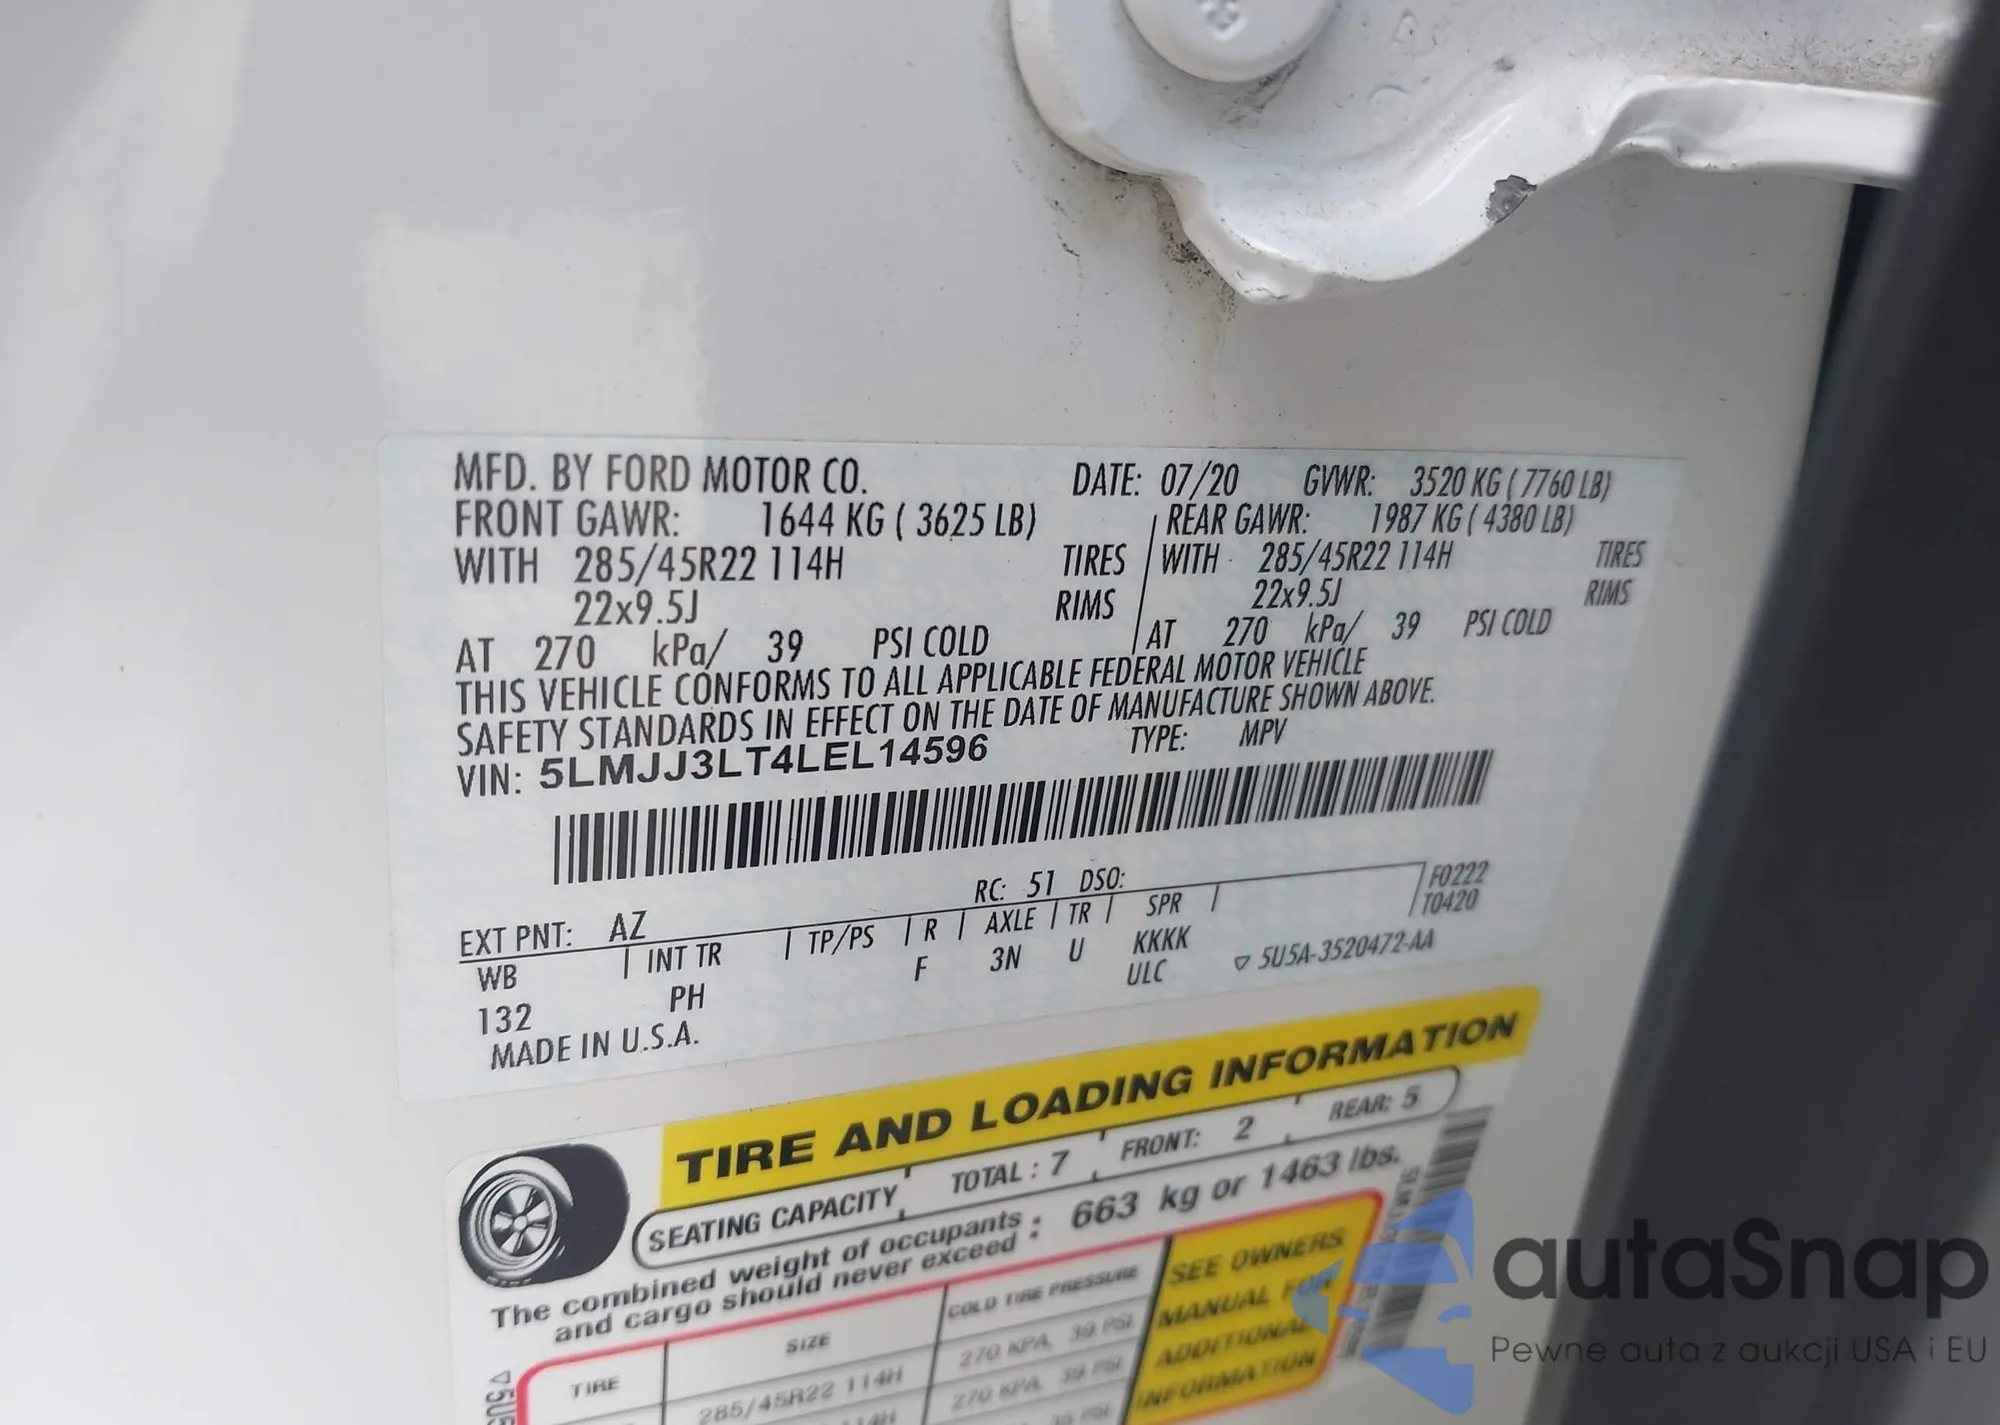 MFD. BY FORD MOTOR CO. DATE: 07/20 GVWR: 3520 KG ( 7760 LB)
FRONT GAWR: 1644 KG ( 3625 LB) REAR GAWR: 1987 KG ( 4380 LB)
WITH 285/45R22 114H TIRES WITH 285/45R22 114H TIRES
22x9.5J RIMS 22x9.5J RIMS
AT 270 kPa/ 39 PSI COLD AT 270 kPa/ 39 PSI COLD
THIS VEHICLE CONFORMS TO ALL APPLICABLE FEDERAL MOTOR VEHICLE
SAFETY STANDARDS IN EFFECT ON THE DATE OF MANUFACTURE SHOWN ABOVE.
VIN: 5LMJJ3LT4LEL14596 TYPE: MPV
EXT PNT: AZ RC: 51 DSO: F0222
WB INT TR TP/PS R AXLE TR SPR T0420
132 PH F 3N U KKKK
ULC ▽ 5U5A-3520472-AA
MADE IN U.S.A.
TIRE AND LOADING INFORMATION
SEATING CAPACITY TOTAL : 7 FRONT: 2 REAR: 5
The combined weight of occupants : 663 kg or 1463 lbs.
and cargo should never exceed :
TIRE SIZE COLD TIRE PRESSURE
285/45R22 114H 270 KPA, 39 PSI
114H 270 KPA, 39 PSI
SEE OWNERS
MANUAL FOR
ADDITIONAL
INFORMATION
autaSnap
Pewne auta z aukcji USA i EU